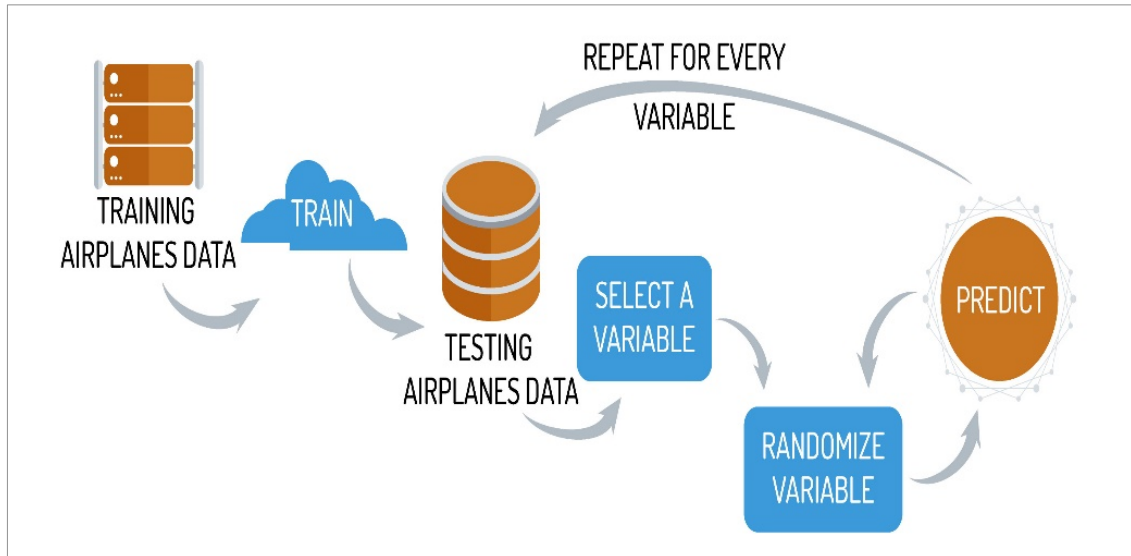 TRAINING
AIRPLANES DATA
TRAIN
TESTING
AIRPLANES DATA
SELECT A
VARIABLE
RANDOMIZE
VARIABLE
PREDICT
REPEAT FOR EVERY
VARIABLE